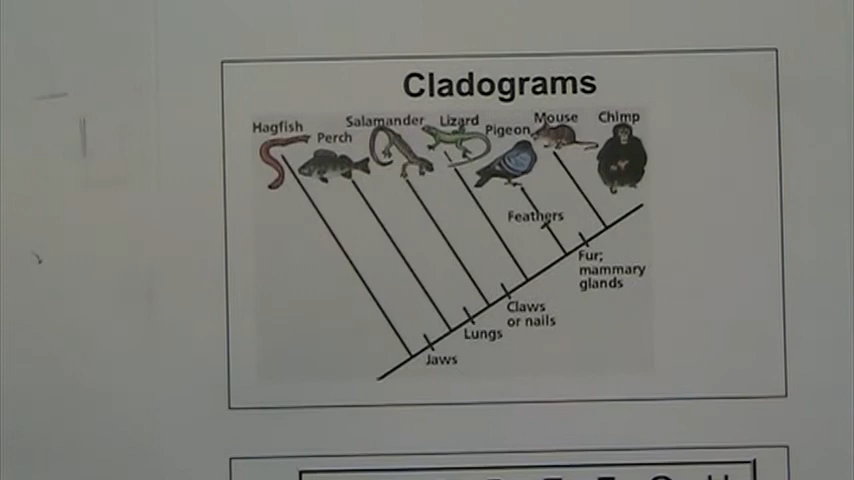 Cladograms
Hagfish
Perch
Salamander
Lizard
Pigeon
Mouse
Chimp
Feathers
Fur;
mammary
glands
Claws
or nails
Lungs
Jaws